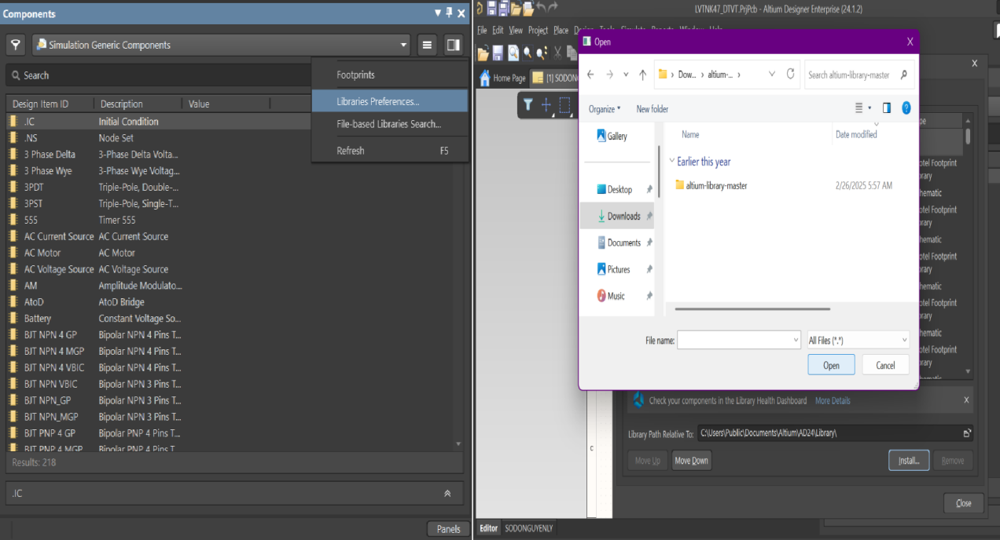 Components
Simulation Generic Components
Search
Footprints
Libraries Preferences...
File-based Libraries Search...
Refresh F5
Design Item ID Description Value
.IC Initial Condition
.NS Node Set
3 Phase Delta 3-Phase Delta Volta...
3 Phase Wye 3-Phase Wye Voltag...
3PDT Triple-Pole, Double-...
3PST Triple-Pole, Single-T...
555 Timer 555
AC Current Source AC Current Source
AC Motor AC Motor
AC Voltage Source AC Voltage Source
AM Amplitude Modulato...
AtoD AtoD Bridge
Battery Constant Voltage So...
BJT NPN 4 GP Bipolar NPN 4 Pins T...
BJT NPN 4 MGP Bipolar NPN 4 Pins T...
BJT NPN 4 VBIC Bipolar NPN 4 Pins T...
BJT NPN VBIC Bipolar NPN 3 Pins T...
BJT NPN_GP Bipolar NPN 3 Pins T...
BJT NPN_MGP Bipolar NPN 3 Pins T...
BJT PNP 4 GP Bipolar PNP 4 Pins T...
BJT PNP 4 MGP Bipolar PNP 4 Pins T
Results: 218
.IC
Panels
LVTNK47_DTVT.PrjPcb - Altium Designer Enterprise (24.1.2)
File Edit View Project Place Design Tools Simulate Reports Window Help
Home Page [1] SODON
Open X
Dow... altium-... Search altium-library-master
Organize New folder
Name Date modified
Gallery
Earlier this year
altium-library-master 2/26/2025 5:57 AM
Desktop
Downloads
Documents
Pictures
Music
File name: All Files (*.*)
Open Cancel
X
pe
otel Footprint
rary
hematic
otel Footprint
rary
hematic
otel Footprint
rary
hematic
otel Footprint
rary
hematic
otel Footprint
rary
hematic
Check your components in the Library Health Dashboard More Details X
Library Path Relative To: C:\Users\Public\Documents\Altium\AD24\Library\
Move Up Move Down Install... Remove
Close
C
Editor SODONGUYENLY